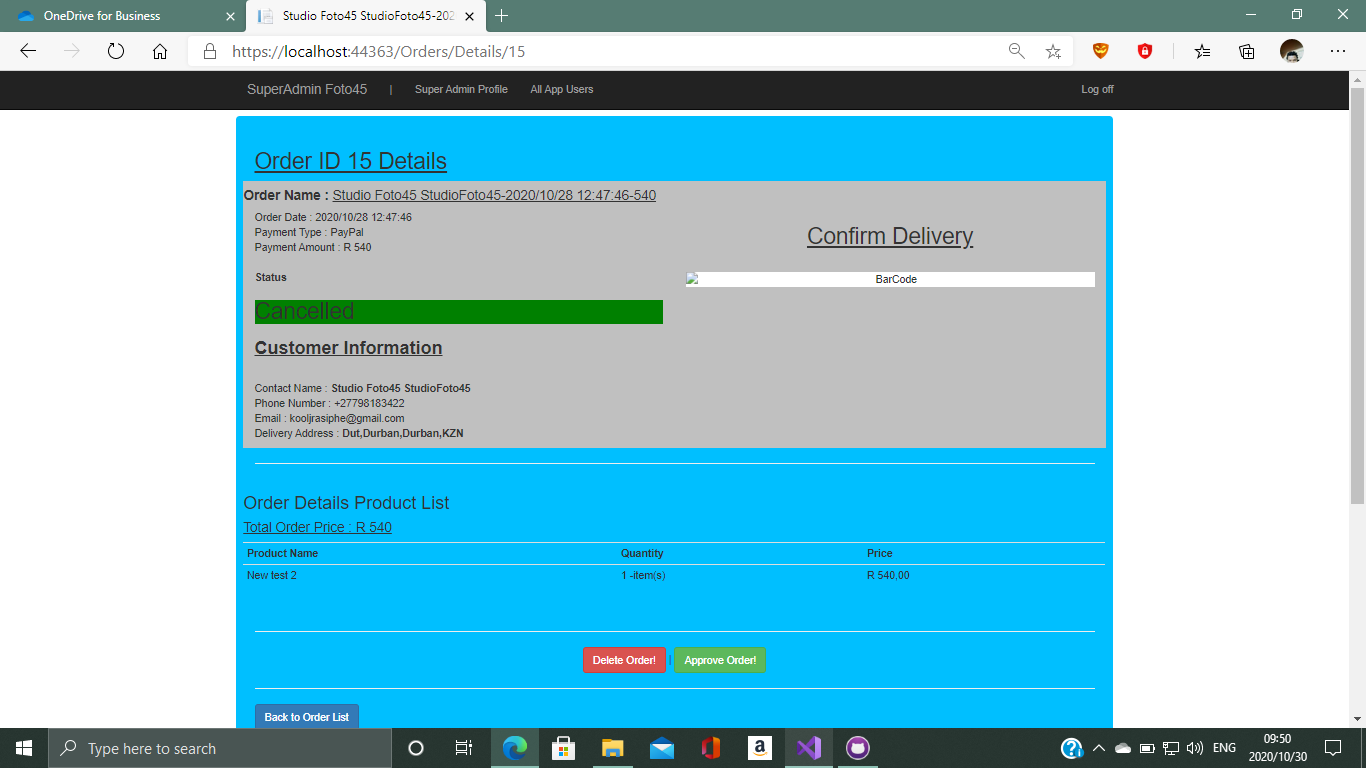 OneDrive for Business
Studio Foto45 StudioFoto45-202
https://localhost:44363/Orders/Details/15
SuperAdmin Foto45 | Super Admin Profile All App Users Log off
Order ID 15 Details
Order Name : Studio Foto45 StudioFoto45-2020/10/28 12:47:46-540
Order Date : 2020/10/28 12:47:46
Payment Type : PayPal
Payment Amount : R 540
Status
Cancelled
Confirm Delivery
BarCode
Customer Information
Contact Name : Studio Foto45 StudioFoto45
Phone Number : +27798183422
Email : kooljrasiphe@gmail.com
Delivery Address : Dut,Durban,Durban,KZN
Order Details Product List
Total Order Price : R 540
Product Name Quantity Price
New test 2 1 -item(s) R 540,00
Delete Order! | Approve Order!
Back to Order List
Type here to search
a
ENG
09:50
2020/10/30